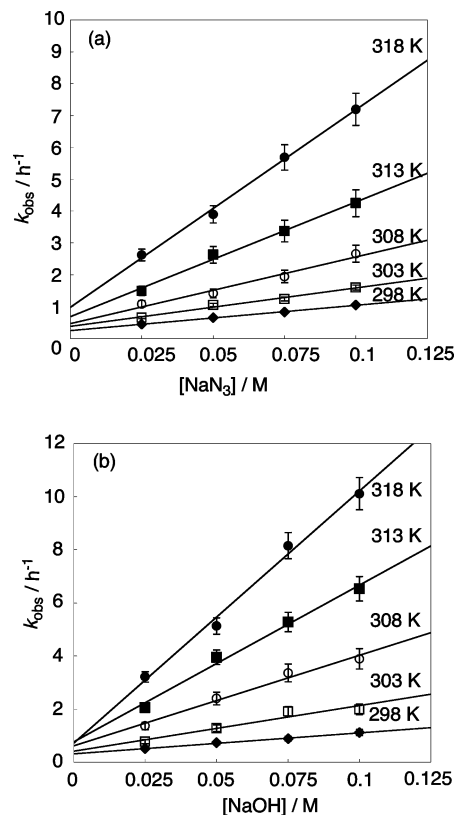 (a)
10
9
8
7
6
5
4
3
2
1
0
k_obs / h⁻¹
318 K
313 K
308 K
303 K
298 K
0 0.025 0.05 0.075 0.1 0.125
[NaN₃] / M
(b)
12
10
8
6
4
2
0
k_obs / h⁻¹
318 K
313 K
308 K
303 K
298 K
0 0.025 0.05 0.075 0.1 0.125
[NaOH] / M